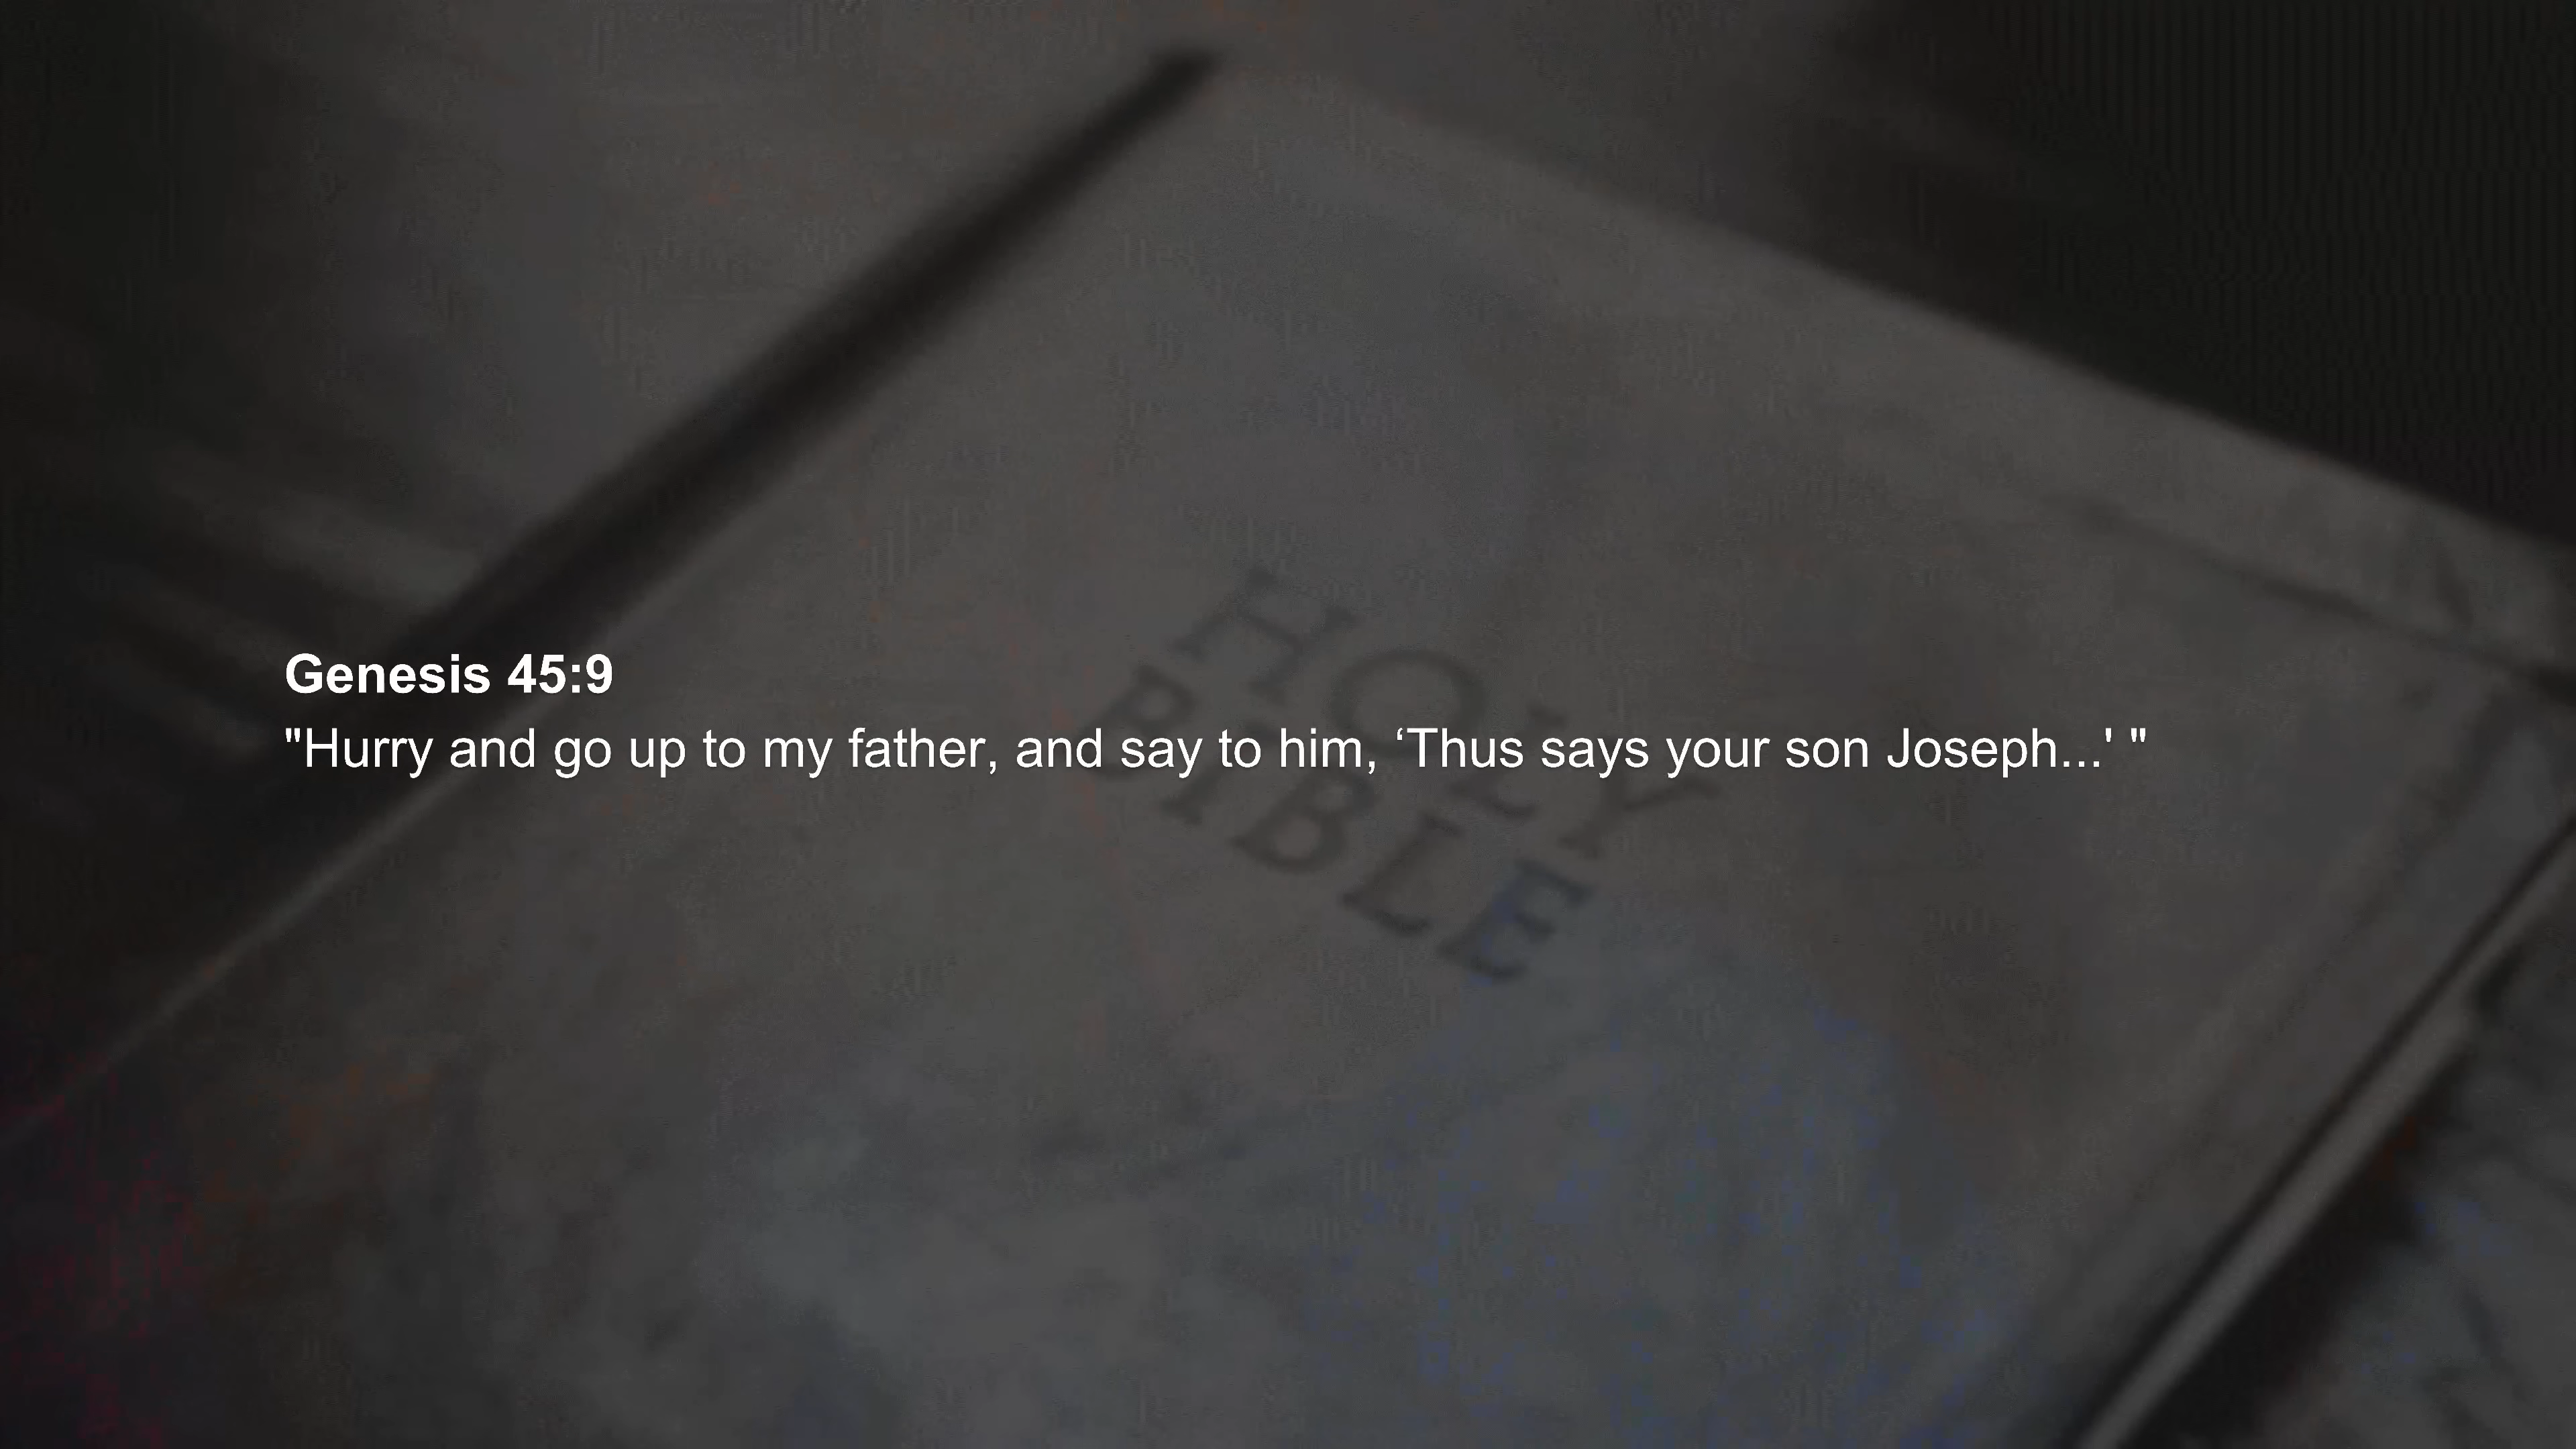 Genesis 45:9
"Hurry and go up to my father, and say to him, ‘Thus says your son Joseph...' "
HOLY
BIBLE